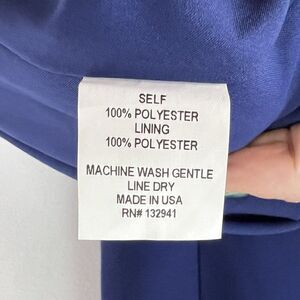 SELF
100% POLYESTER
LINING
100% POLYESTER
MACHINE WASH GENTLE
LINE DRY
MADE IN USA
RN# 132941